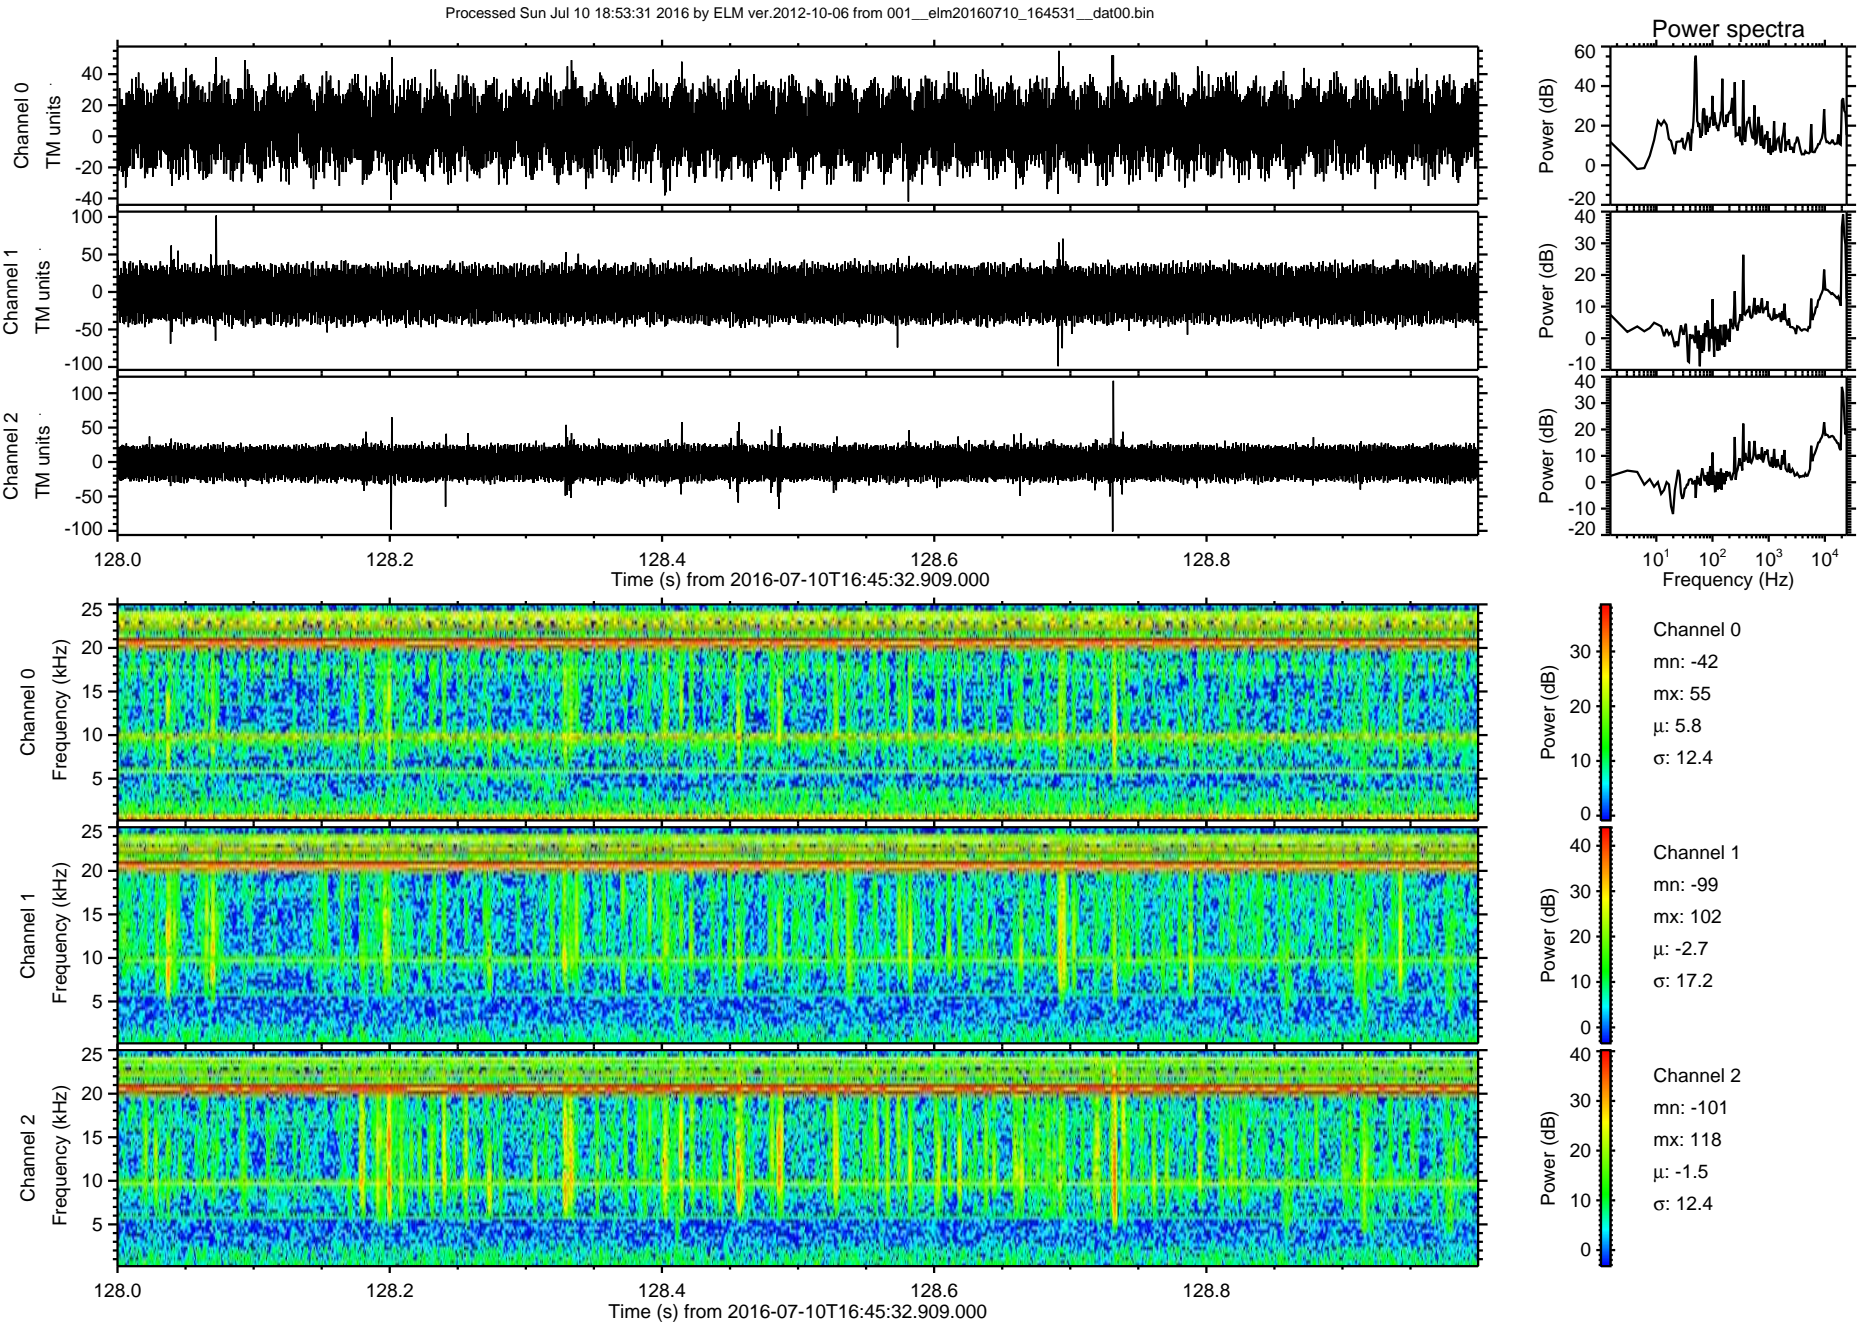 Processed Sun Jul 10 18:53:31 2016 by ELM ver.2012-10-06 from 001__elm20160710_164531__dat00.bin
Power spectra
Channel 0
TM units
40
20
0
-20
-40
Power (dB)
60
40
20
0
-20
Channel 1
TM units
100
50
0
-50
-100
Power (dB)
40
30
20
10
0
-10
Channel 2
TM units
100
50
0
-50
-100
Power (dB)
40
30
20
10
0
-10
-20
128.0 128.2 128.4 128.6 128.8
Time (s) from 2016-07-10T16:45:32.909.000
10¹ 10² 10³ 10⁴
Frequency (Hz)
Channel 0
Frequency (kHz)
25
20
15
10
5
Power (dB)
30
20
10
0
Channel 0
mn: -42
mx: 55
μ: 5.8
σ: 12.4
Channel 1
Frequency (kHz)
25
20
15
10
5
Power (dB)
40
30
20
10
0
Channel 1
mn: -99
mx: 102
μ: -2.7
σ: 17.2
Channel 2
Frequency (kHz)
25
20
15
10
5
Power (dB)
40
30
20
10
0
Channel 2
mn: -101
mx: 118
μ: -1.5
σ: 12.4
128.0 128.2 128.4 128.6 128.8
Time (s) from 2016-07-10T16:45:32.909.000